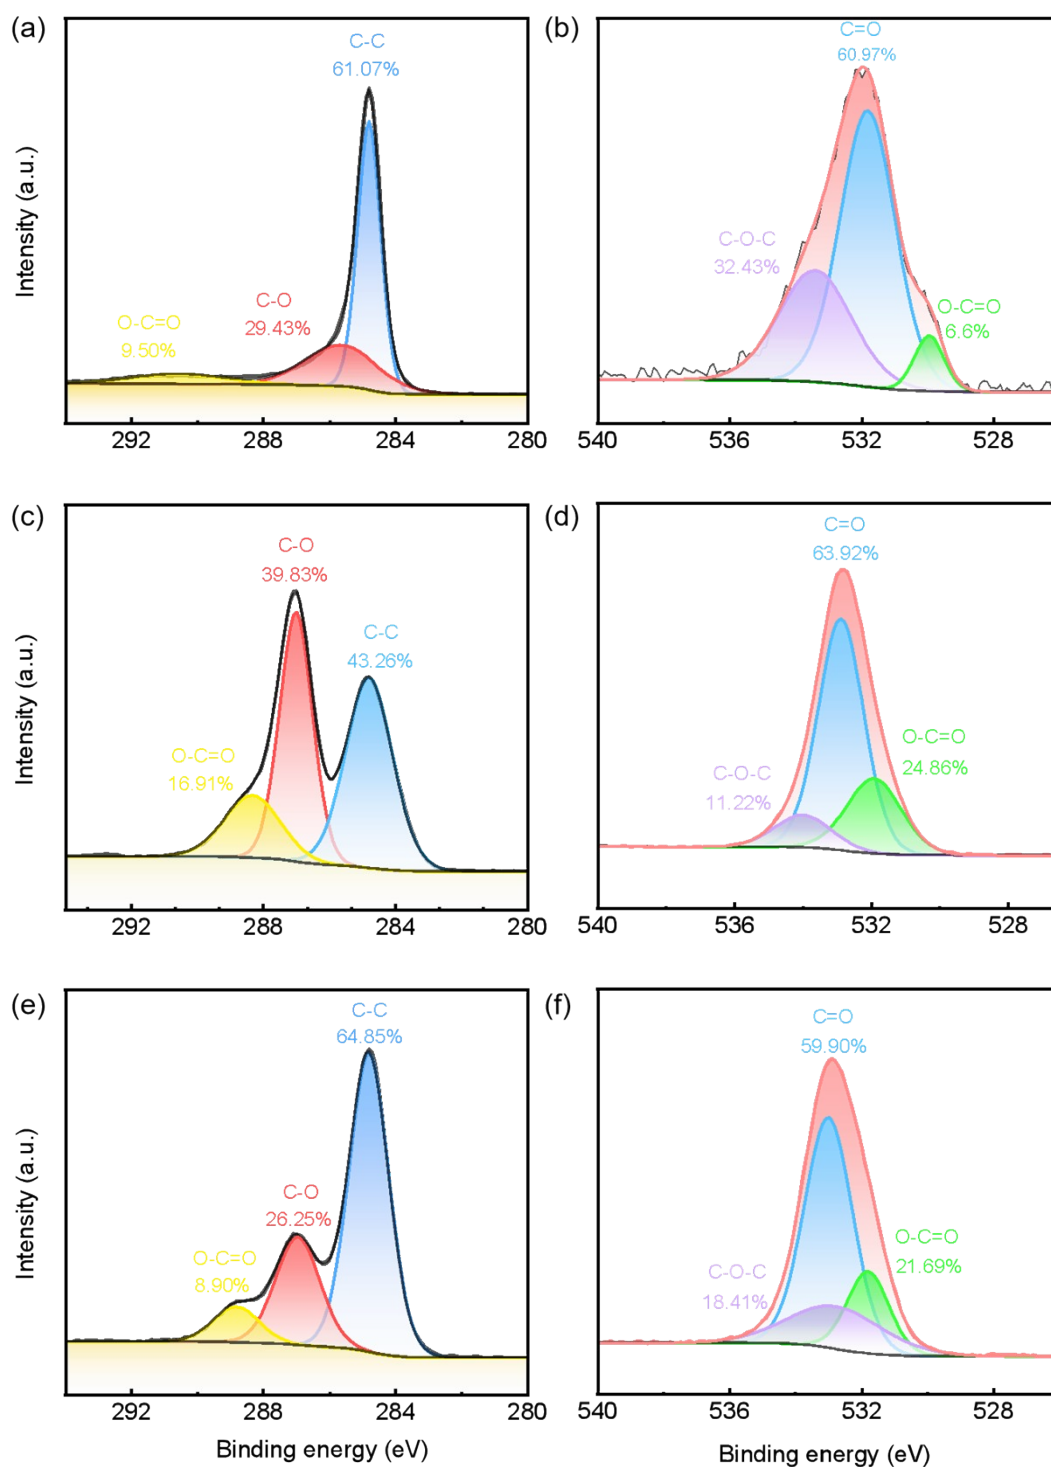 (a)
C-C
61.07%
C-O
29.43%
O-C=O
9.50%
Intensity (a.u.)
292
288
284
280
(b)
C=O
60.97%
C-O-C
32.43%
O-C=O
6.6%
540
536
532
528
(c)
C-O
39.83%
C-C
43.26%
O-C=O
16.91%
Intensity (a.u.)
292
288
284
280
(d)
C=O
63.92%
O-C=O
24.86%
C-O-C
11.22%
540
536
532
528
(e)
C-C
64.85%
C-O
26.25%
O-C=O
8.90%
Intensity (a.u.)
292
288
284
280
Binding energy (eV)
(f)
C=O
59.90%
O-C=O
21.69%
C-O-C
18.41%
540
536
532
528
Binding energy (eV)